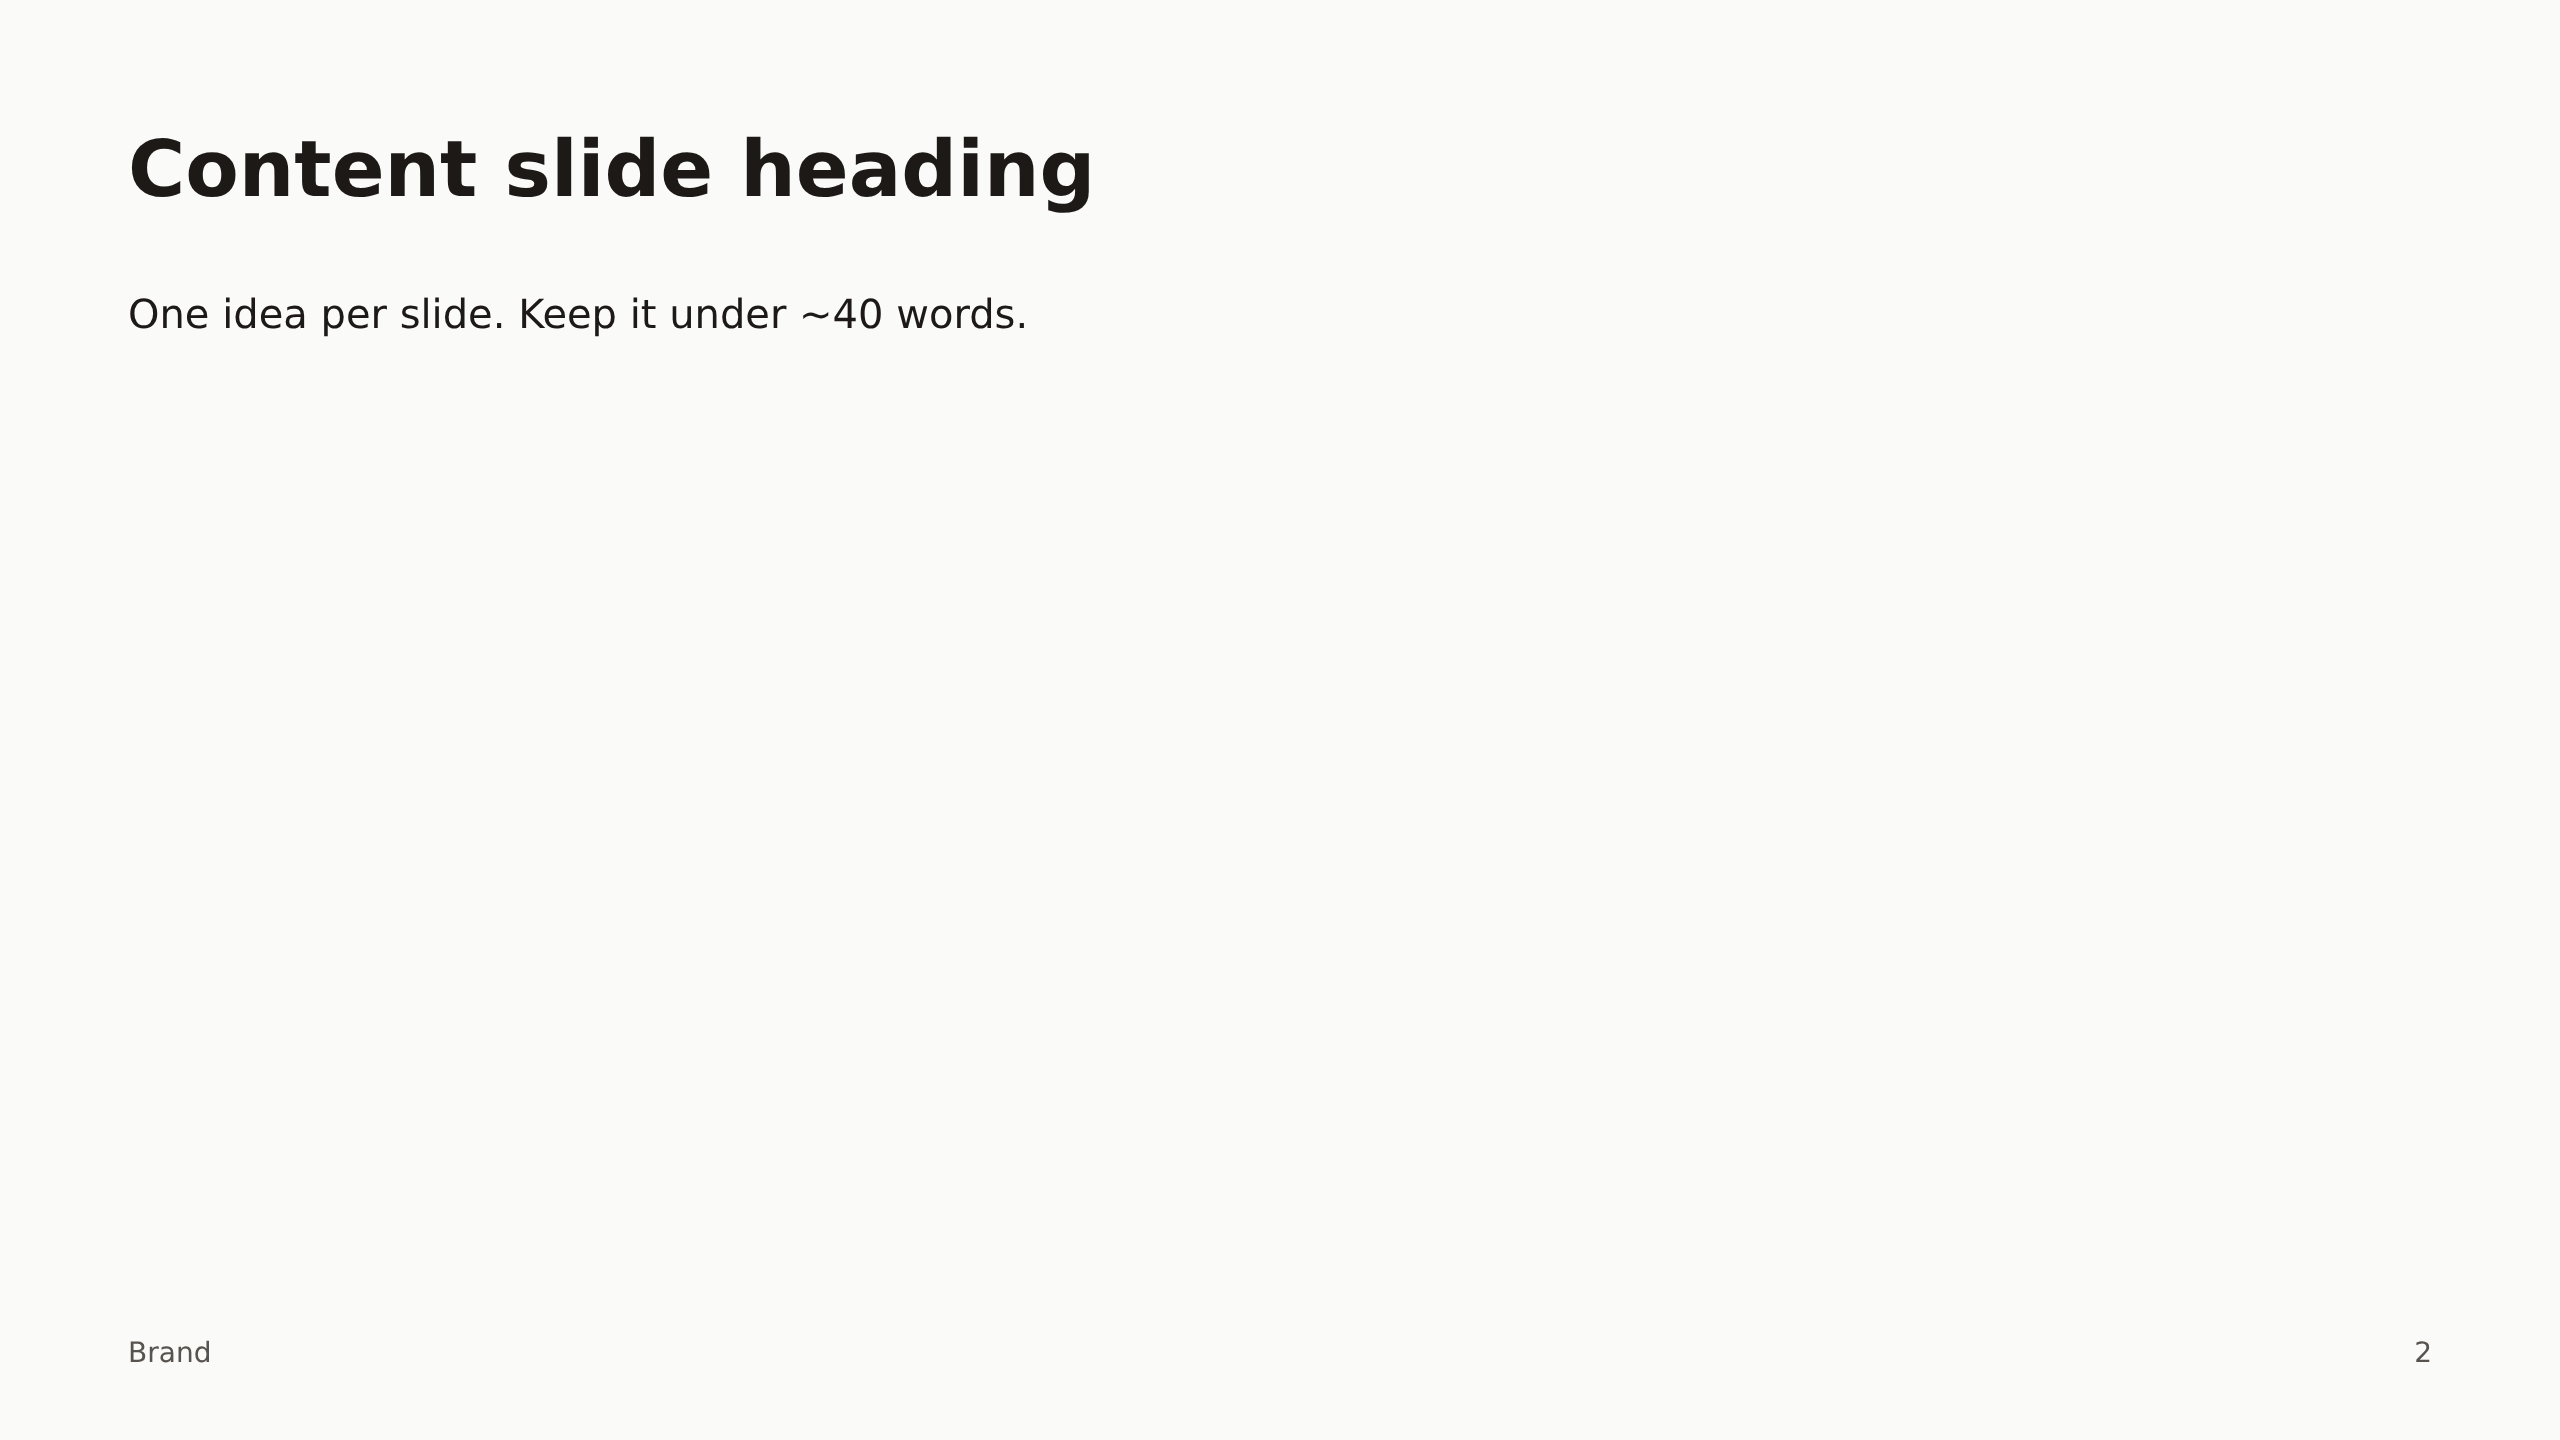 Content slide heading
One idea per slide. Keep it under ~40 words.
Brand
2